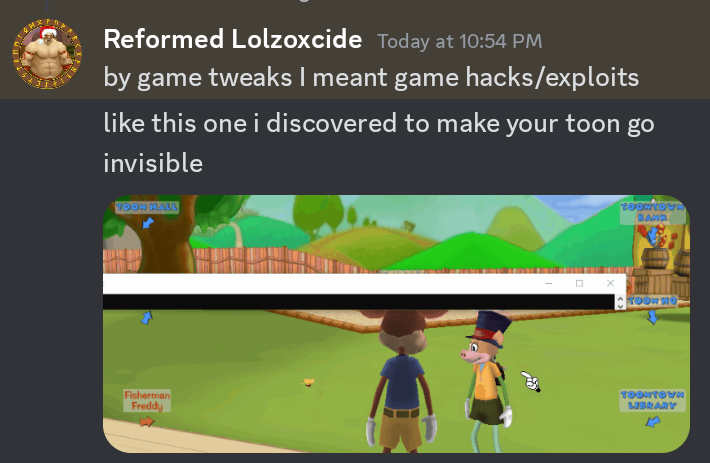 Reformed Lolzoxcide Today at 10:54 PM
by game tweaks I meant game hacks/exploits
like this one i discovered to make your toon go
invisible
TOON HALL
TOONTOWN
BANK
TOON HQ
Fisherman
Freddy
TOONTOWN
LIBRARY